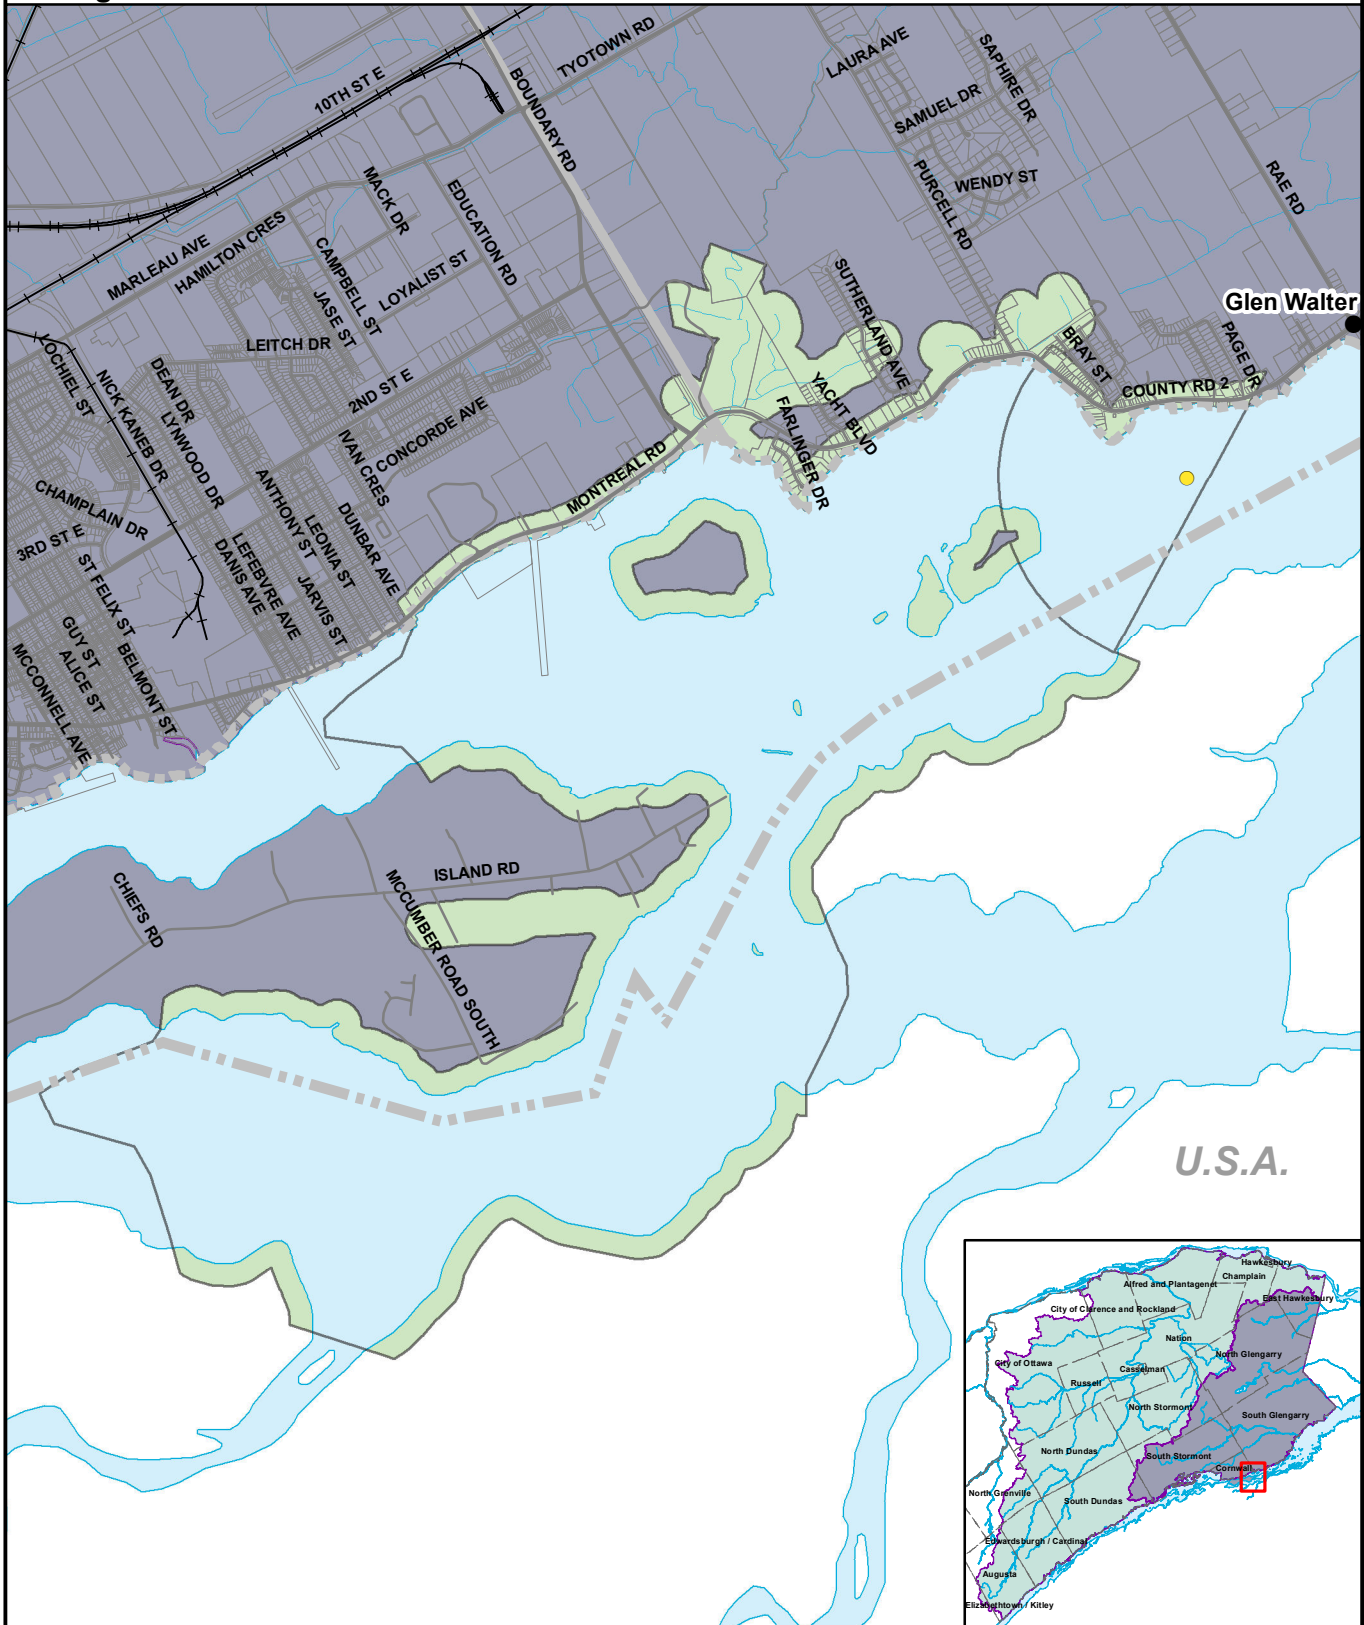 10TH ST E
BOUNDARY RD
TYOTOWN RD
LAURA AVE
SAPHIRE DR
SAMUEL DR
WENDY ST
PURCELL RD
RAE RD
MACK DR
EDUCATION RD
MARLEAU AVE
HAMILTON CRES
CAMPBELL ST
LOYALIST ST
JASE ST
SUTHERLAND AVE
Glen Walter
LOCHIEL ST
LEITCH DR
NICK KANEB DR
DEAN DR
LYNWOOD DR
2ND ST E
CONCORDE AVE
IVAN CRES
YACHT BLVD
FARLINGER DR
BRAY ST
PAGE DR
COUNTY RD 2
MONTREAL RD
CHAMPLAIN DR
3RD ST E
ANTHONY ST
LEONIA ST
DUNBAR AVE
LEFEBVRE AVE
DANIS AVE
JARVIS ST
ST FELIX ST
GUY ST
ALICE ST
BELMONT ST
MCCONNELL AVE
ISLAND RD
CHIEFS RD
MCCUMBER ROAD SOUTH
U.S.A.
Hawkesbury
Champlain
Alfred and Plantagenet
East Hawkesbury
City of Clarence and Rockland
Nation
North Glengarry
City of Ottawa
Casselman
Russell
North Stormont
South Glengarry
North Dundas
South Stormont
Cornwall
North Grenville
South Dundas
Edwardsburgh / Cardinal
Augusta
Elizabethtown / Kitley